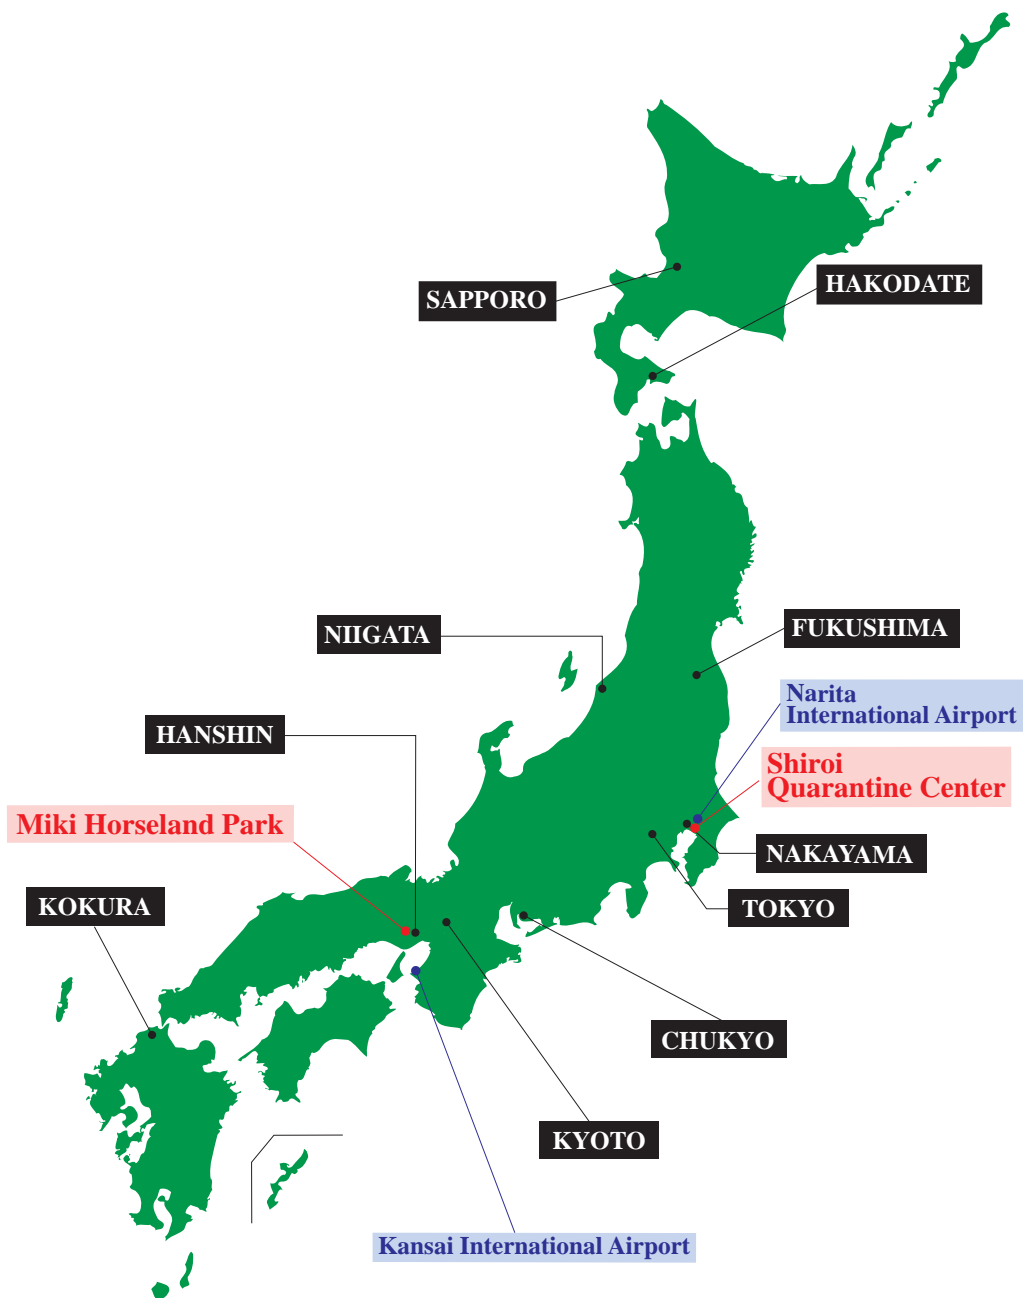 HAKODATE
SAPPORO
FUKUSHIMA
NIIGATA
Narita
International Airport
HANSHIN
Shiroi
Quarantine Center
Miki Horseland Park
NAKAYAMA
KOKURA
TOKYO
CHUKYO
KYOTO
Kansai International Airport